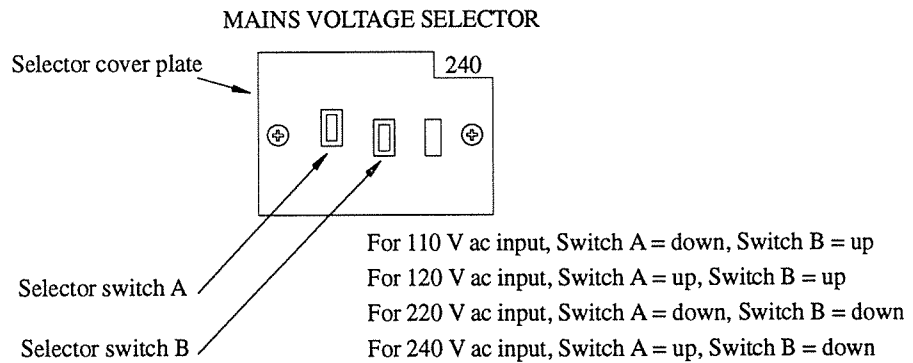 MAINS VOLTAGE SELECTOR
Selector cover plate
240
For 110 V ac input, Switch A = down, Switch B = up
For 120 V ac input, Switch A = up, Switch B = up
Selector switch A
For 220 V ac input, Switch A = down, Switch B = down
Selector switch B
For 240 V ac input, Switch A = up, Switch B = down